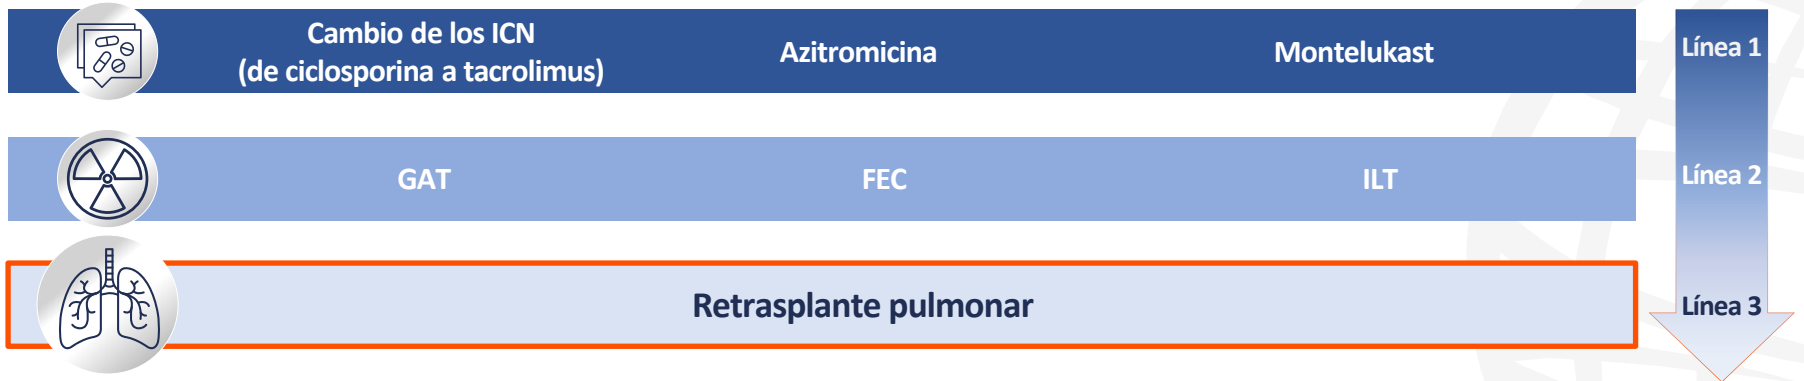 Cambio de los ICN
(de ciclosporina a tacrolimus)
Azitromicina
Montelukast
Línea 1
GAT
FEC
ILT
Línea 2
Retrasplante pulmonar
Línea 3